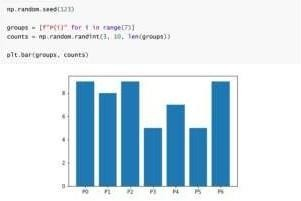 np.random.seed(123)
groups = [f"P{i}" for i in range(7)]
counts = np.random.randint(3, 10, len(groups))
plt.bar(groups, counts)
8
6
4
2
0
P0 P1 P2 P3 P4 P5 P6